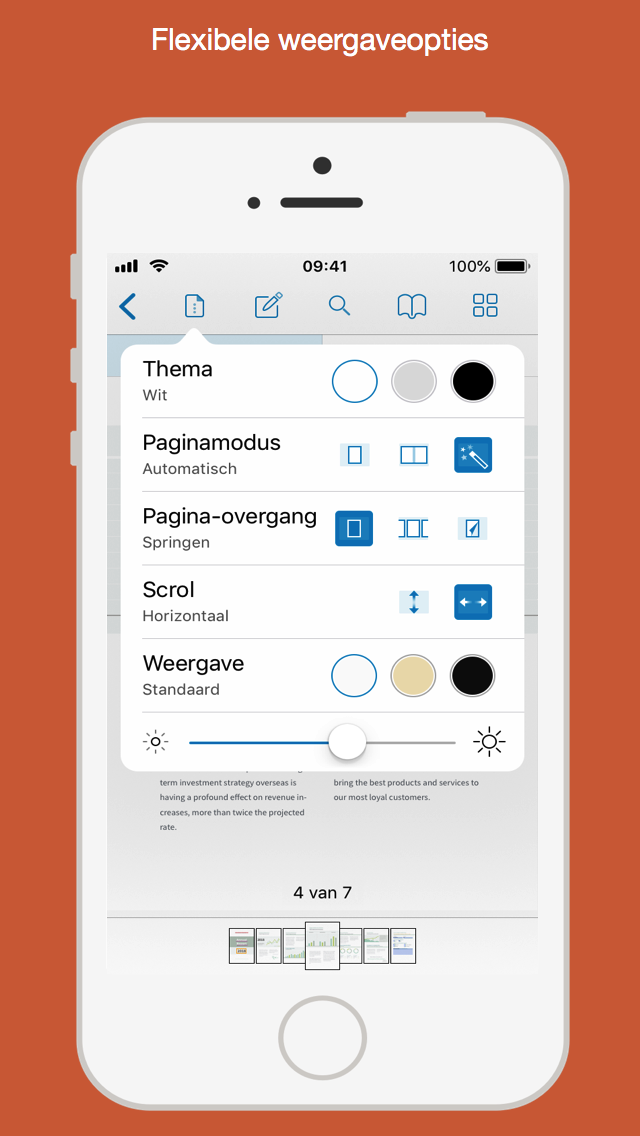 Flexibele weergaveopties
09:41
100%
Thema
Wit
Paginamodus
Automatisch
Pagina-overgang
Springen
Scrol
Horizontaal
Weergave
Standaard
term investment strategy overseas is
having a profound effect on revenue in-
creases, more than twice the projected
rate.
bring the best products and services to
our most loyal customers.
4 van 7